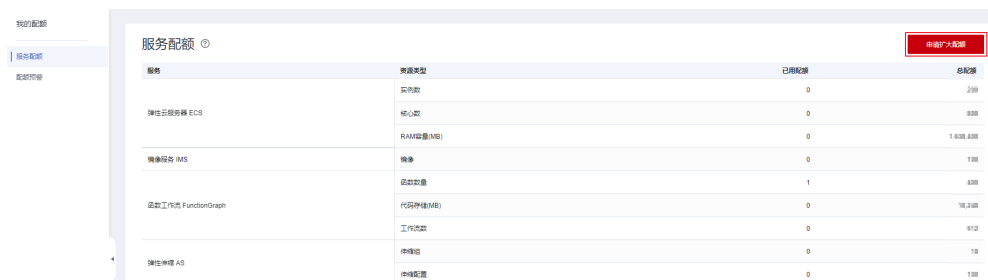 我的配额
服务配额
配额预警
服务配额 ?
申请扩大配额
服务 资源类型 已用配额 总配额
弹性云服务器 ECS
实例数 0
核心数 0
RAM容量(MB) 0
镜像服务 IMS 镜像 0
函数工作流 FunctionGraph
函数数量 1
代码存储(MB) 0
工作流数 0
弹性伸缩 AS
伸缩组 0
伸缩配置 0